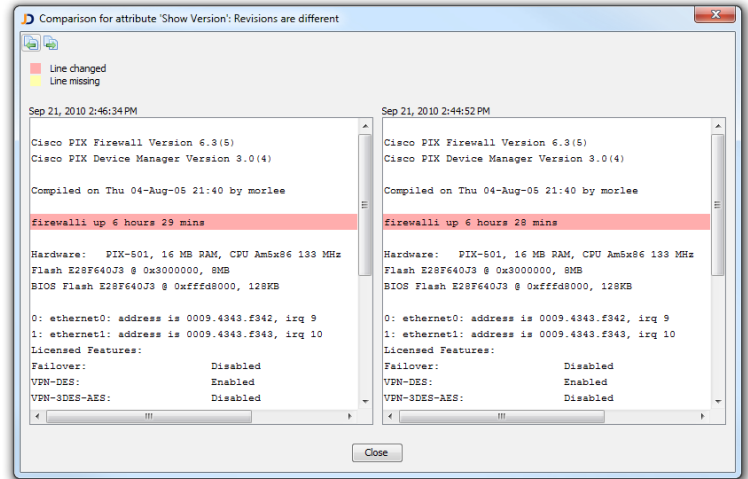 Comparison for attribute 'Show Version': Revisions are different
Line changed
Line missing
Sep 21, 2010 2:46:34 PM
Cisco PIX Firewall Version 6.3(5)
Cisco PIX Device Manager Version 3.0(4)
Compiled on Thu 04-Aug-05 21:40 by morlee
firewalli up 6 hours 29 mins
Hardware:   PIX-501, 16 MB RAM, CPU Am5x86 133 MHz
Flash E28F640J3 @ 0x3000000, 8MB
BIOS Flash E28F640J3 @ 0xfffd8000, 128KB
0: ethernet0: address is 0009.4343.f342, irq 9
1: ethernet1: address is 0009.4343.f343, irq 10
Licensed Features:
Failover:                    Disabled
VPN-DES:                     Enabled
VPN-3DES-AES:                Disabled
Sep 21, 2010 2:44:52 PM
Cisco PIX Firewall Version 6.3(5)
Cisco PIX Device Manager Version 3.0(4)
Compiled on Thu 04-Aug-05 21:40 by morlee
firewalli up 6 hours 28 mins
Hardware:   PIX-501, 16 MB RAM, CPU Am5x86 133 MHz
Flash E28F640J3 @ 0x3000000, 8MB
BIOS Flash E28F640J3 @ 0xfffd8000, 128KB
0: ethernet0: address is 0009.4343.f342, irq 9
1: ethernet1: address is 0009.4343.f343, irq 10
Licensed Features:
Failover:                    Disabled
VPN-DES:                     Enabled
VPN-3DES-AES:                Disabled
Close